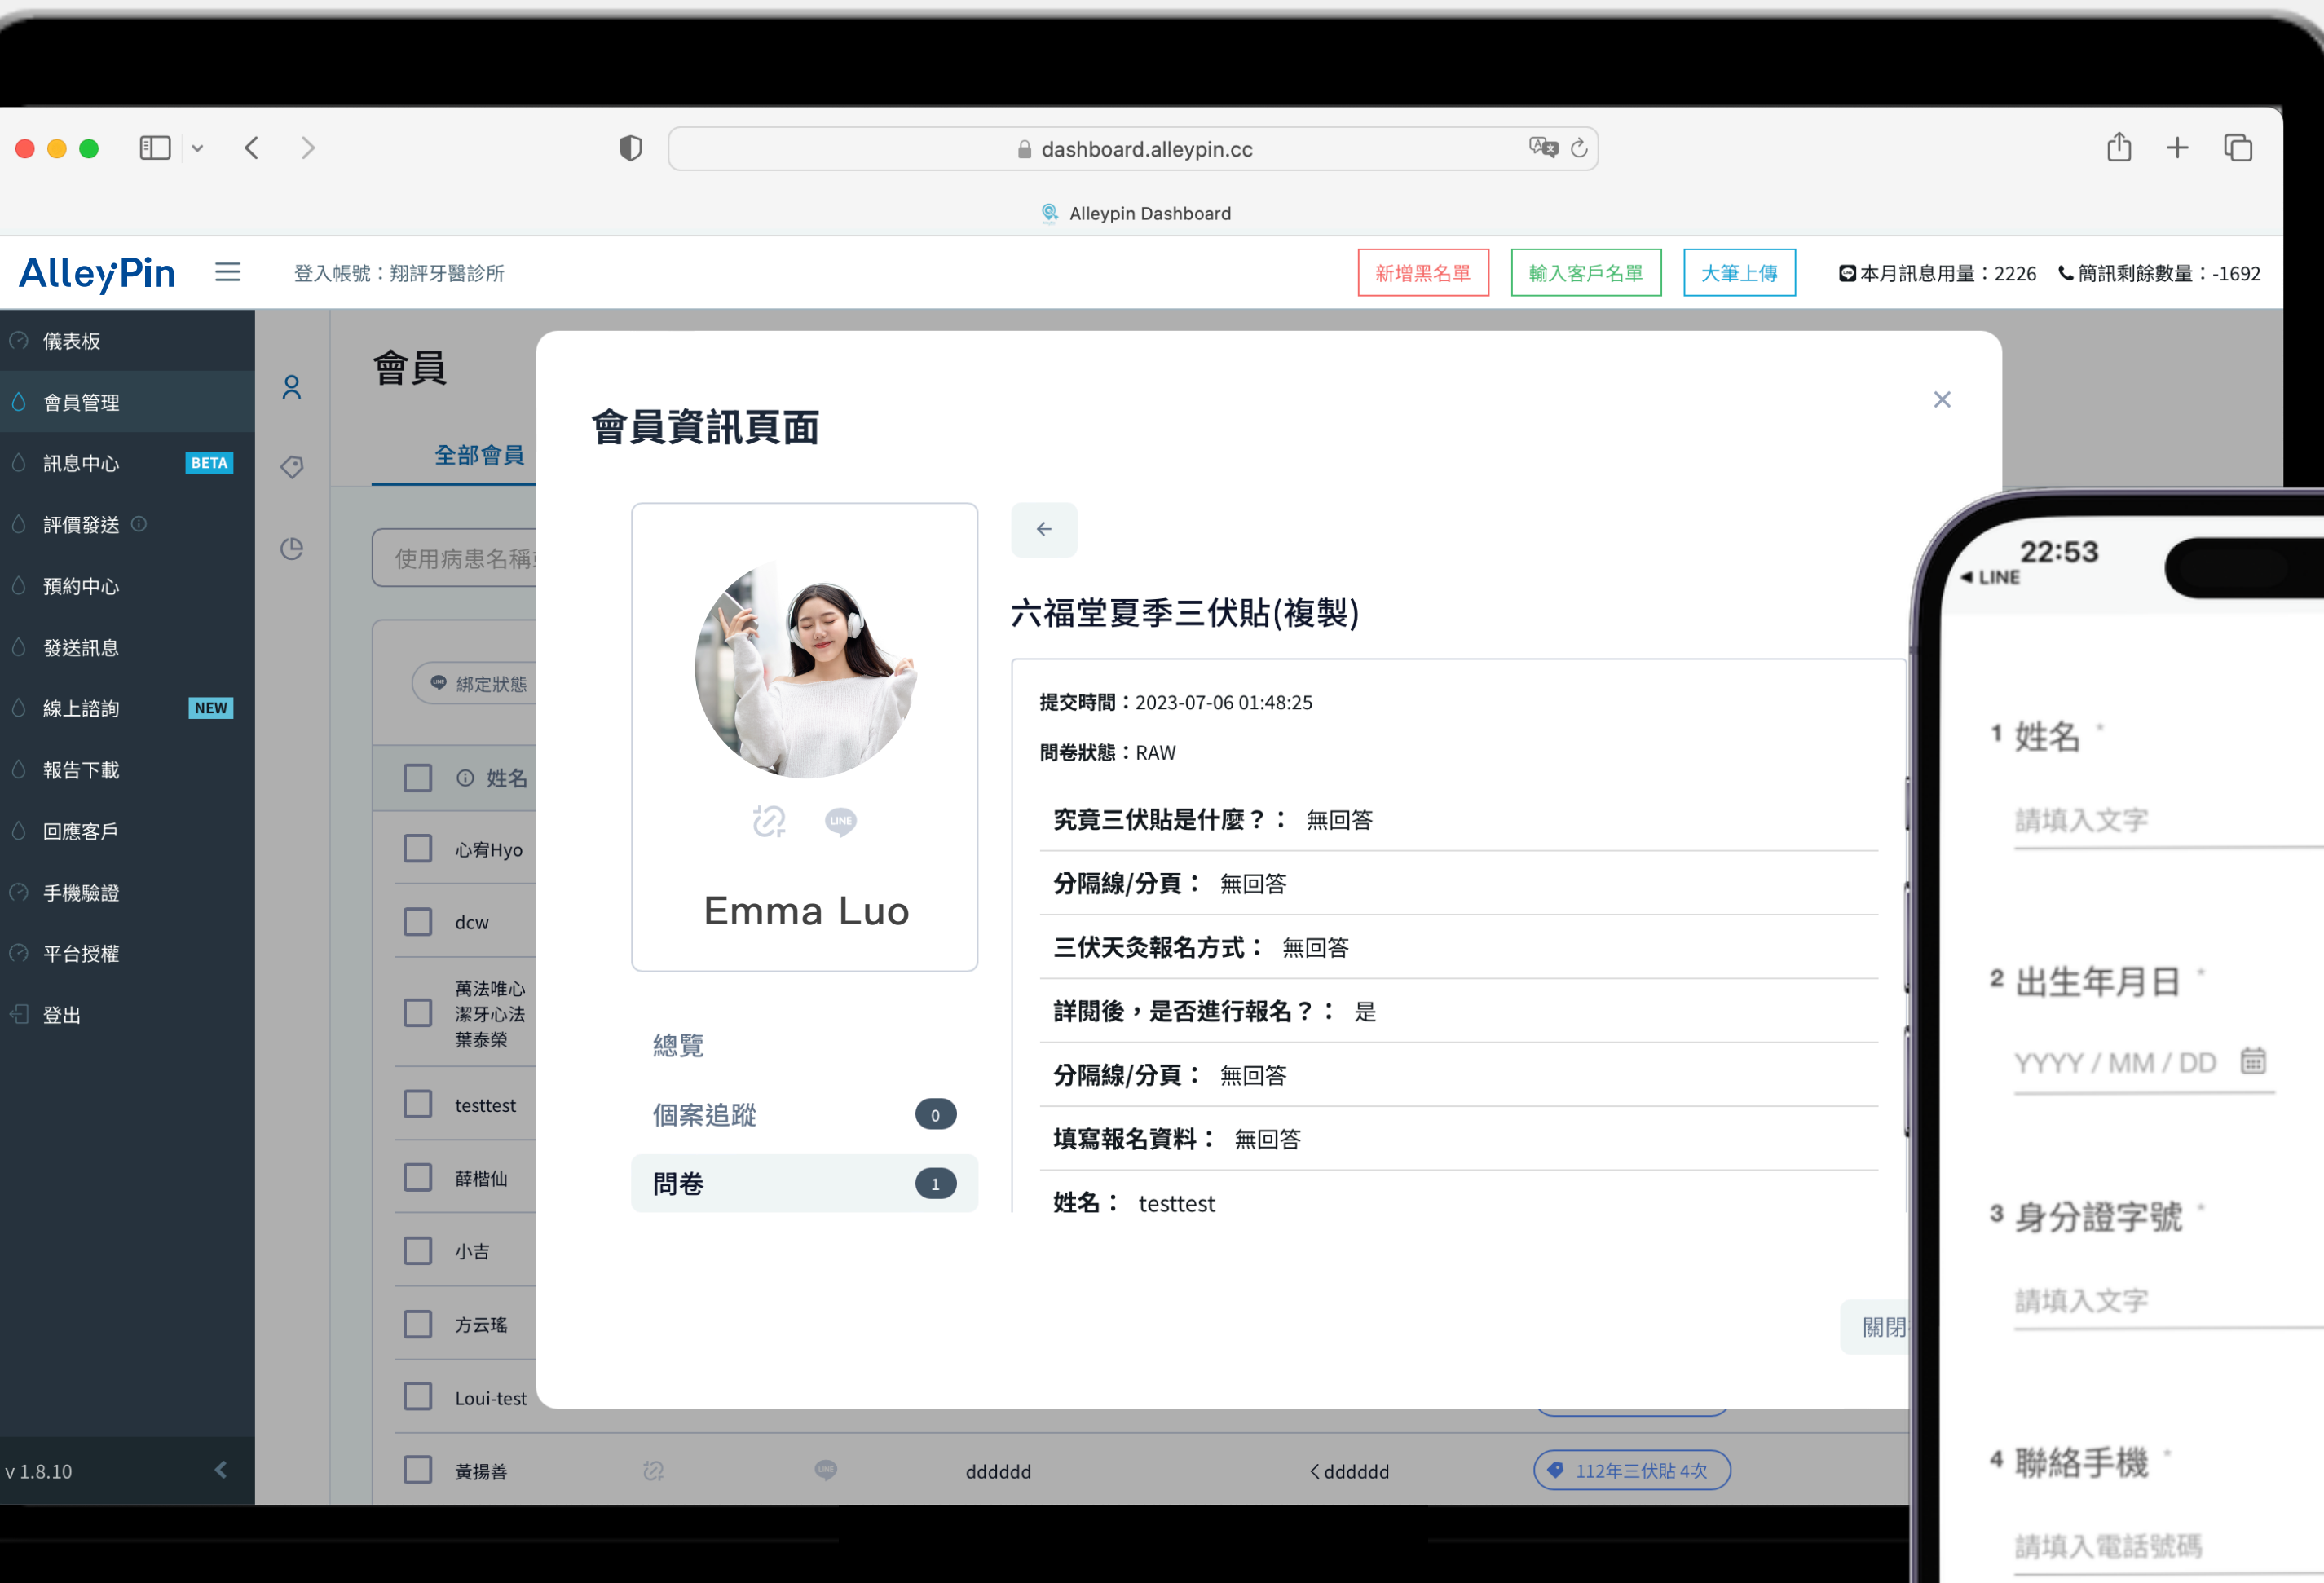 dashboard.alleypin.cc
Alleypin Dashboard
AlleyPin
登入帳號：翔評牙醫診所
新增黑名單
輸入客戶名單
大筆上傳
本月訊息用量：2226
簡訊剩餘數量：-1692
儀表板
會員管理
訊息中心 BETA
評價發送
預約中心
發送訊息
線上諮詢 NEW
報告下載
回應客戶
手機驗證
平台授權
登出
v 1.8.10
會員
全部會員
使用病患名稱
LINE 綁定狀態
姓名
心宥Hyo
dcw
萬法唯心
潔牙心法
葉泰榮
testtest
薛楷仙
小吉
方云瑤
Loui-test
黃揚善 LINE dddddd dddddd 112年三伏貼 4次
會員資訊頁面
LINE
Emma Luo
總覽
個案追蹤 0
問卷 1
六福堂夏季三伏貼(複製)
提交時間：2023-07-06 01:48:25
問卷狀態：RAW
究竟三伏貼是什麼？： 無回答
分隔線/分頁： 無回答
三伏天灸報名方式： 無回答
詳閱後，是否進行報名？： 是
分隔線/分頁： 無回答
填寫報名資料： 無回答
姓名： testtest
關閉
22:53
◀ LINE
1 姓名 *
請填入文字
2 出生年月日 *
YYYY / MM / DD
3 身分證字號 *
請填入文字
4 聯絡手機 *
請填入電話號碼